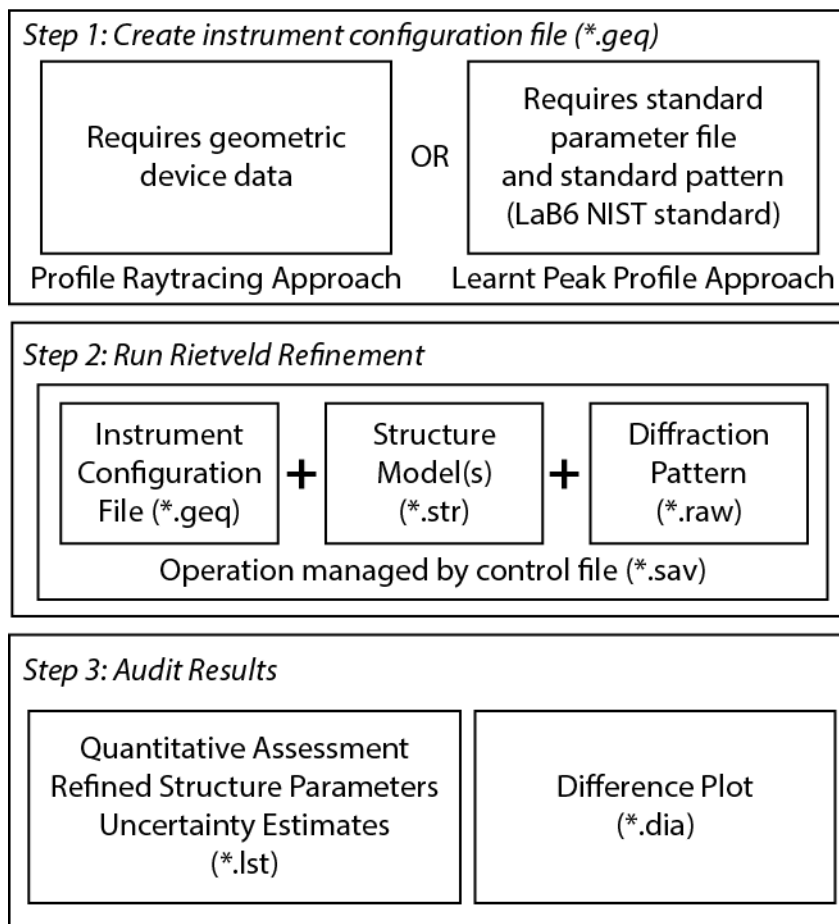 Step 1: Create instrument configuration file (*.geq)
Requires geometric
device data
OR
Requires standard
parameter file
and standard pattern
(LaB6 NIST standard)
Profile Raytracing Approach
Learnt Peak Profile Approach
Step 2: Run Rietveld Refinement
Instrument
Configuration
File (*.geq)
+
Structure
Model(s)
(*.str)
+
Diffraction
Pattern
(*.raw)
Operation managed by control file (*.sav)
Step 3: Audit Results
Quantitative Assessment
Refined Structure Parameters
Uncertainty Estimates
(*.lst)
Difference Plot
(*.dia)